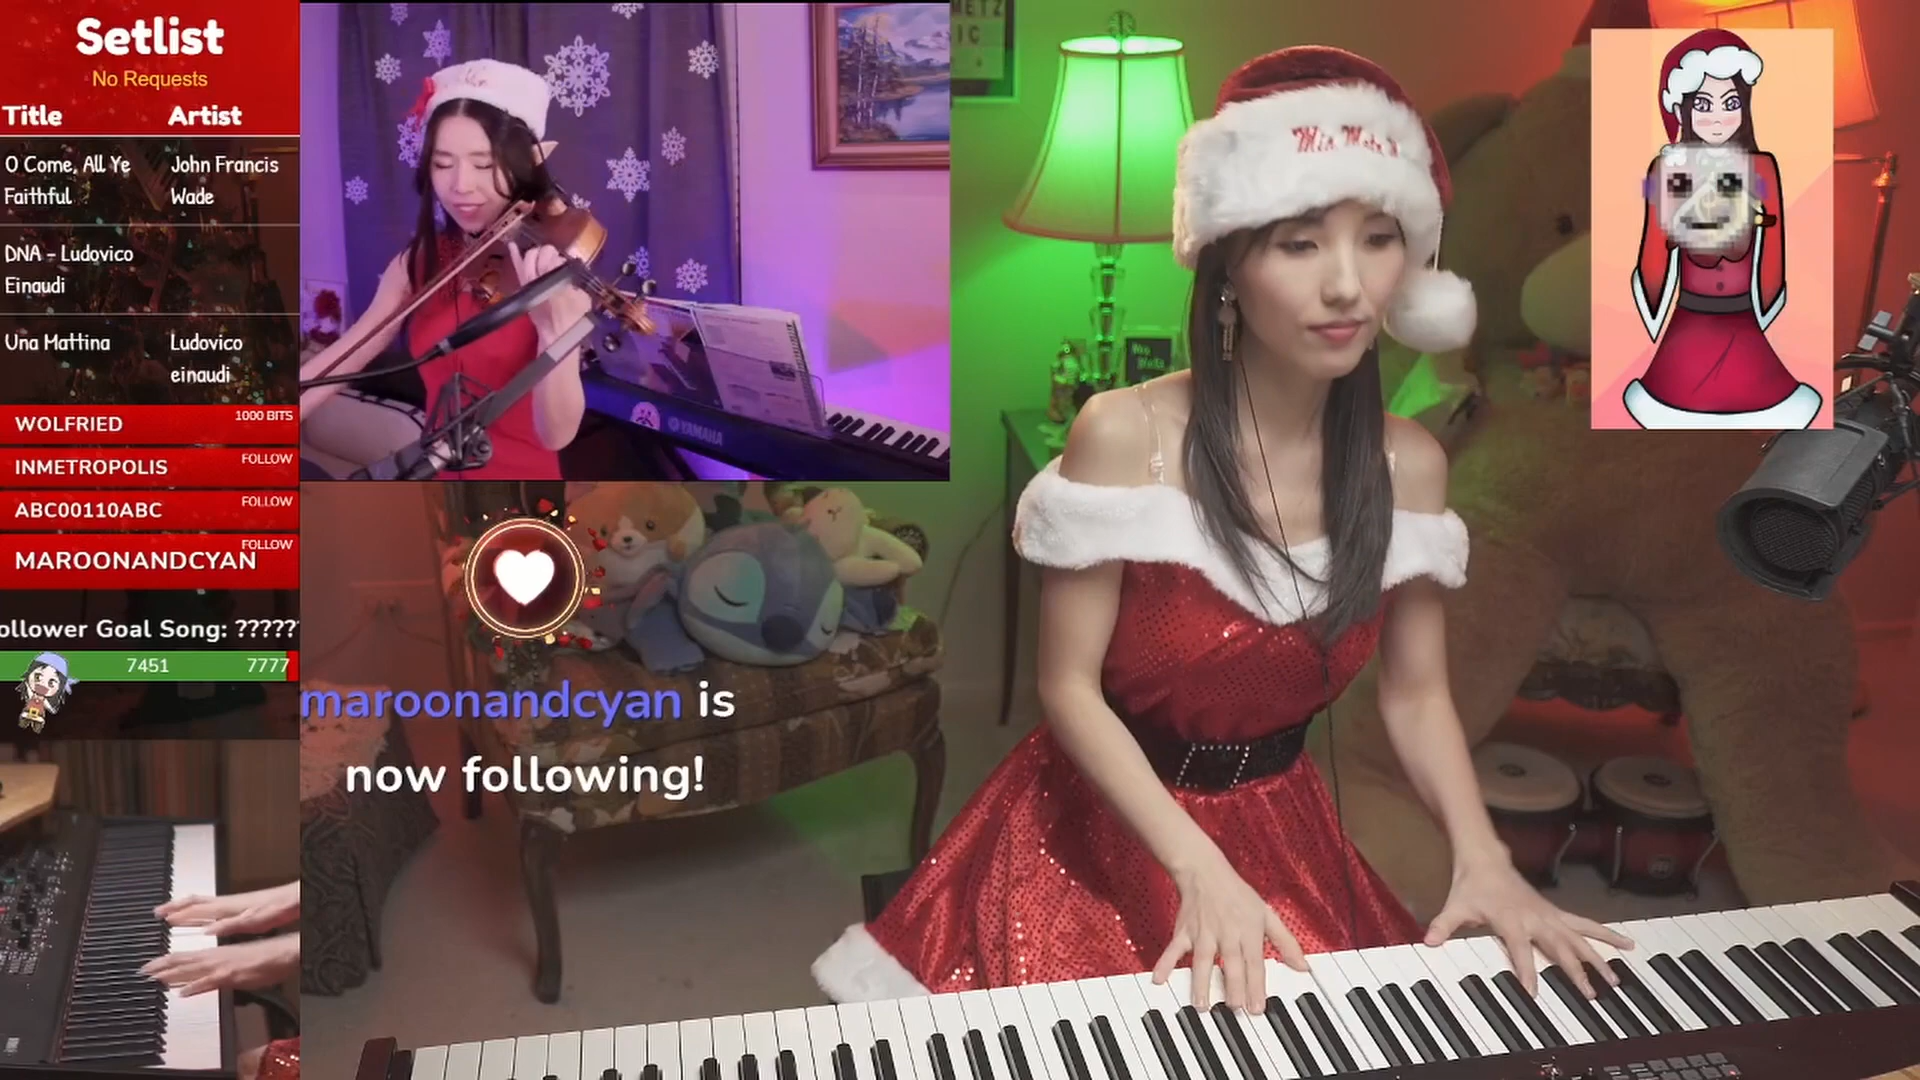 Setlist
No Requests
Title Artist
O Come, All Ye Faithful
John Francis Wade
DNA - Ludovico Einaudi
Una Mattina
Ludovico einaudi
WOLFRIED 1000 BITS
INMETROPOLIS FOLLOW
ABC00110ABC FOLLOW
MAROONANDCYAN FOLLOW
ollower Goal Song: ??????
7451 7777
maroonandcyan is
now following!
YAMAHA
METZ
IC